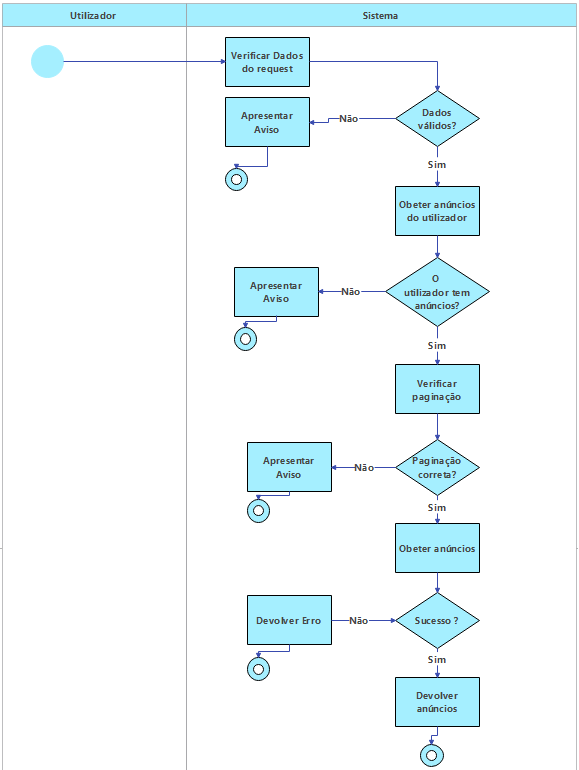 Utilizador
Sistema
Verificar Dados
do request
Dados
válidos?
Não
Apresentar
Aviso
Sim
Obeter anúncios
do utilizador
O
utilizador tem
anúncios?
Não
Apresentar
Aviso
Sim
Verificar
paginação
Paginação
correta?
Não
Apresentar
Aviso
Sim
Obeter anúncios
Sucesso ?
Não
Devolver Erro
Sim
Devolver
anúncios